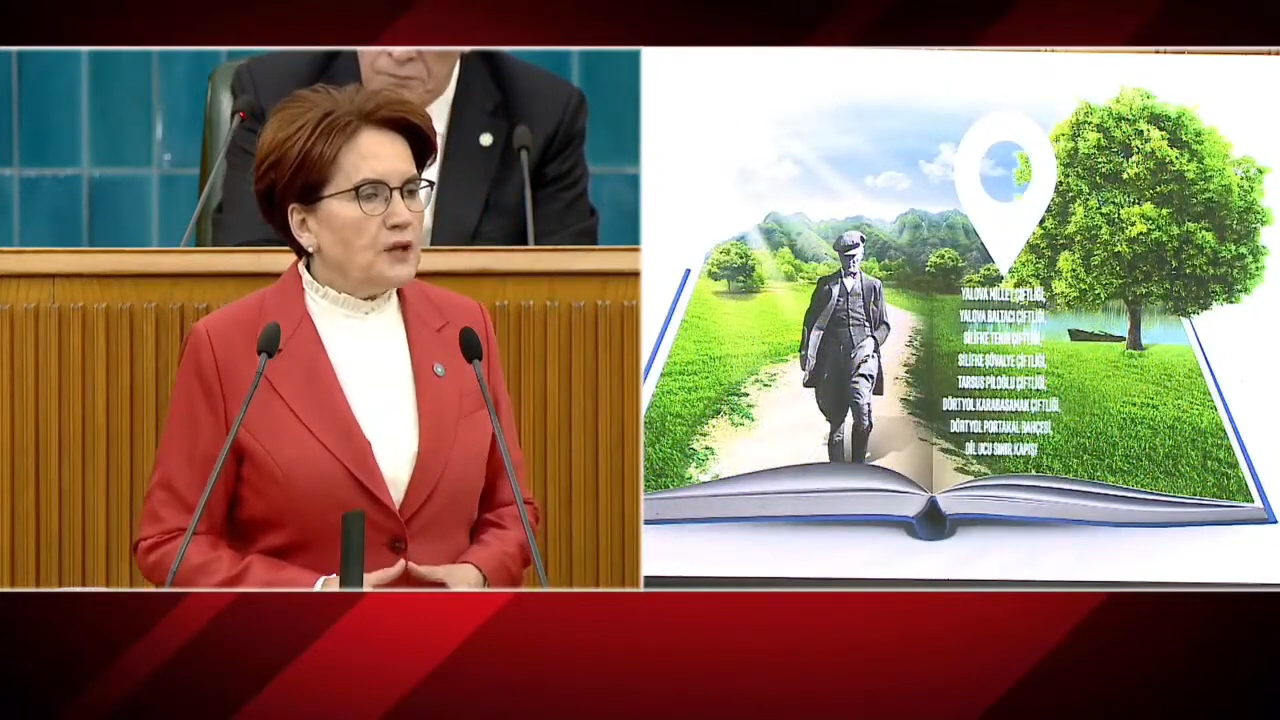 YALOVA MİLLET ÇİFTLİĞİ,
YALOVA BALTACI ÇİFTLİĞİ,
SİLİFKE TEKİR ÇİFTLİĞİ,
SİLİFKE ŞÖVALYE ÇİFTLİĞİ,
TARSUS PİLOĞLU ÇİFTLİĞİ,
DÖRTYOL KARABASAMAK ÇİFTLİĞİ,
DÖRTYOL PORTAKAL BAHÇESİ,
DİL UCU SINIR KAPISI